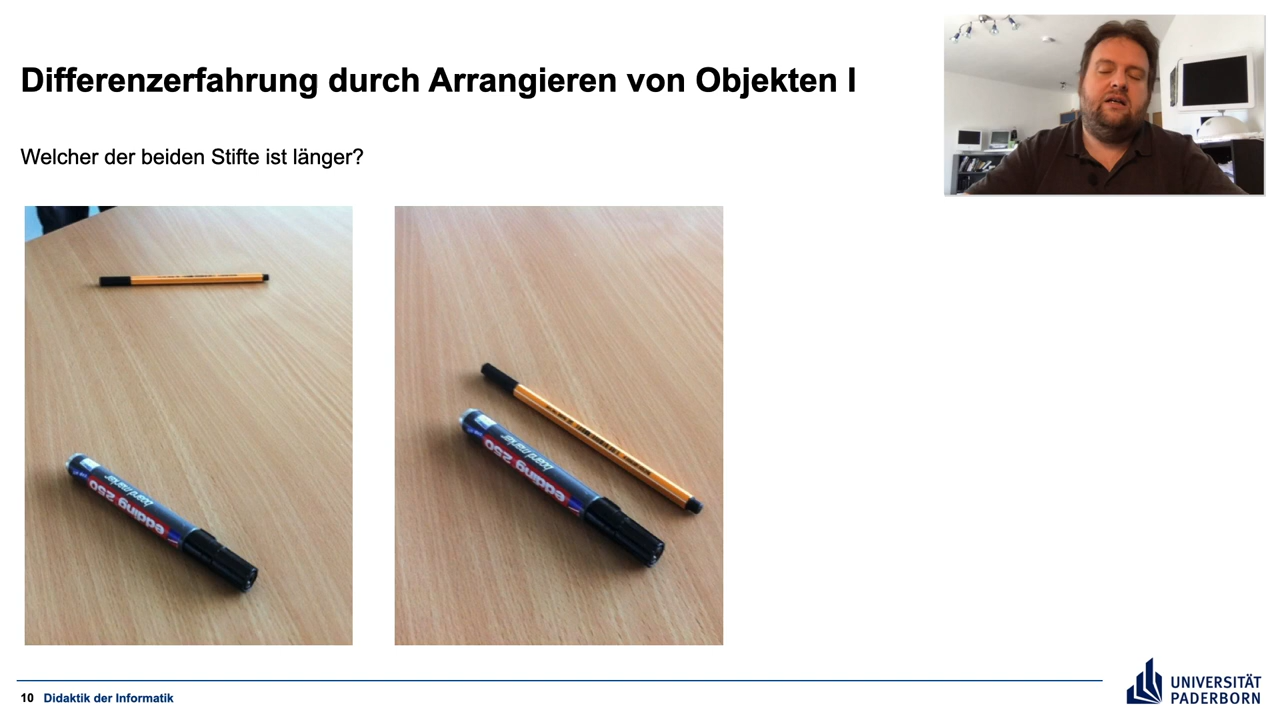 Differenzerfahrung durch Arrangieren von Objekten I
Welcher der beiden Stifte ist länger?
edding 250
board marker
edding 250
board marker
10 Didaktik der Informatik
UNIVERSITÄT
PADERBORN